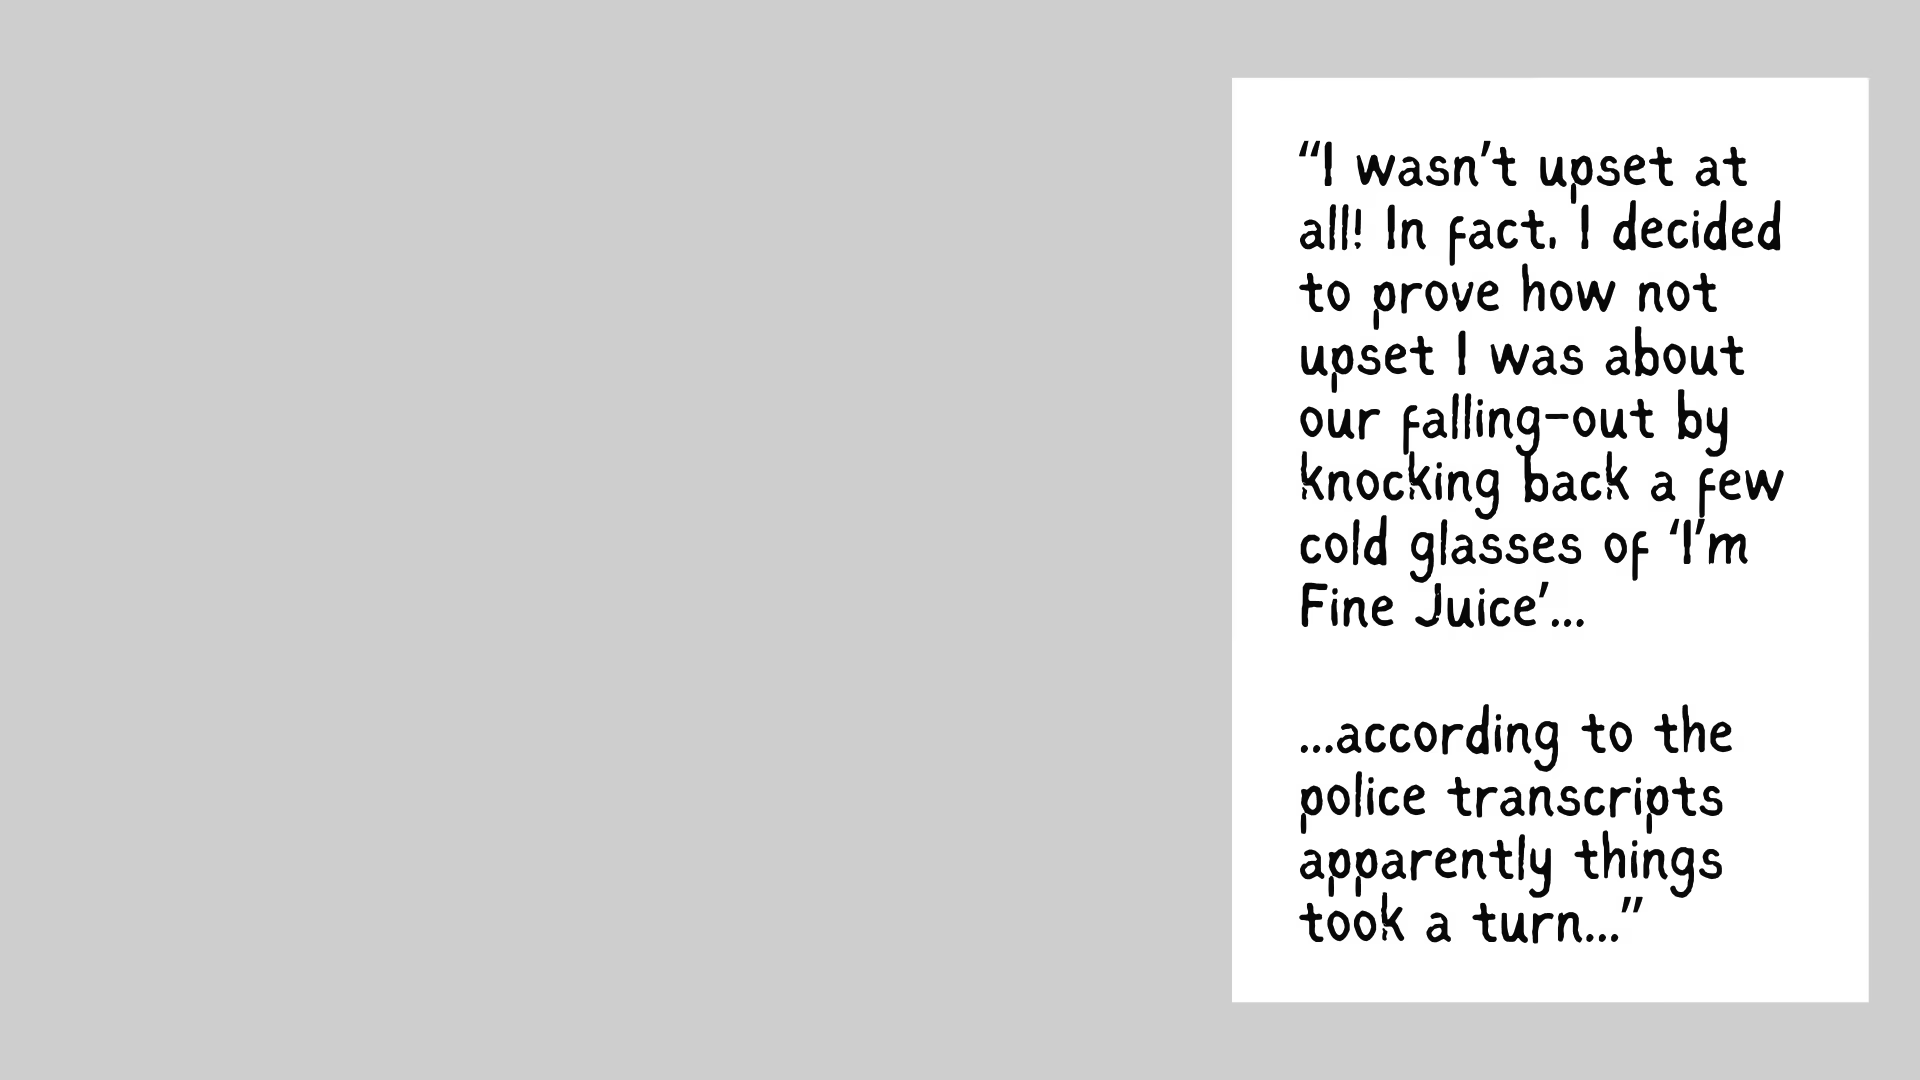 “I wasn’t upset at
all! In fact, I decided
to prove how not
upset I was about
our falling-out by
knocking back a few
cold glasses of ‘I’m
Fine Juice’...
...according to the
police transcripts
apparently things
took a turn...”